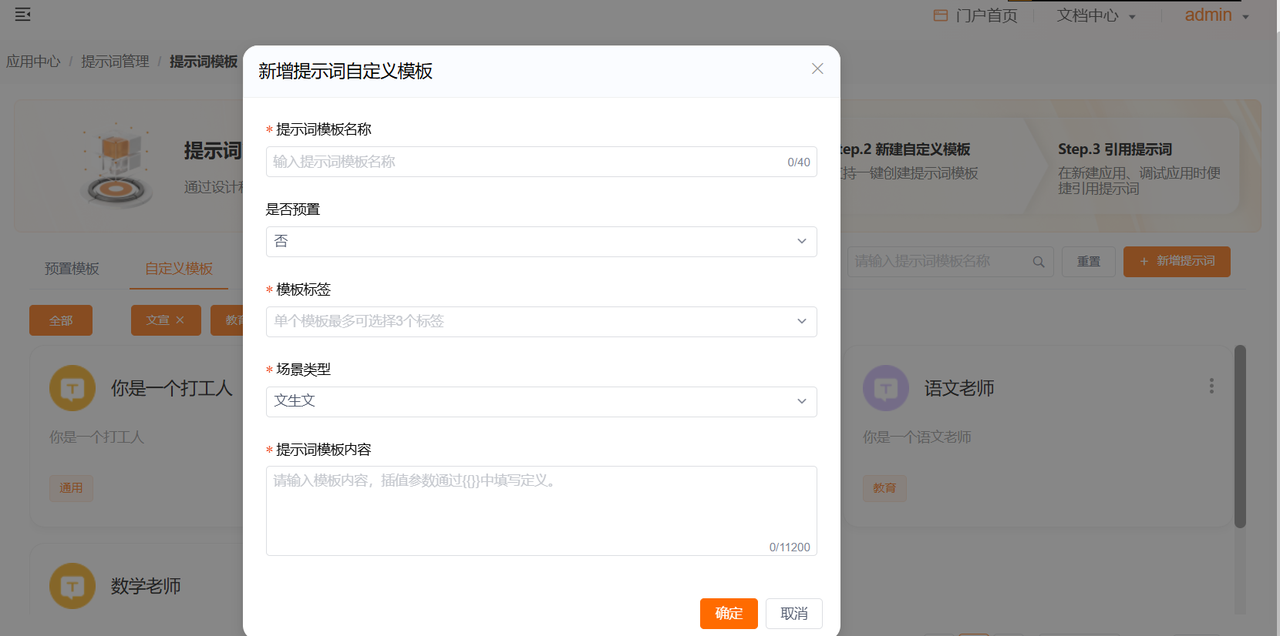 门户首页
文档中心
admin
应用中心 / 提示词管理 / 提示词模板
新增提示词自定义模板
提示词
通过设计
tep.2 新建自定义模板
持一键创建提示词模板
Step.3 引用提示词
在新建应用、调试应用时便
捷引用提示词
* 提示词模板名称
输入提示词模板名称
0/40
是否预置
否
预置模板
自定义模板
请输入提示词模板名称
重置
+ 新增提示词
* 模板标签
单个模板最多可选择3个标签
全部
文宣 ×
教育
* 场景类型
文生文
你是一个打工人
你是一个打工人
通用
语文老师
你是一个语文老师
教育
* 提示词模板内容
请输入模板内容，插值参数通过{{}}中填写定义。
0/11200
数学老师
确定
取消